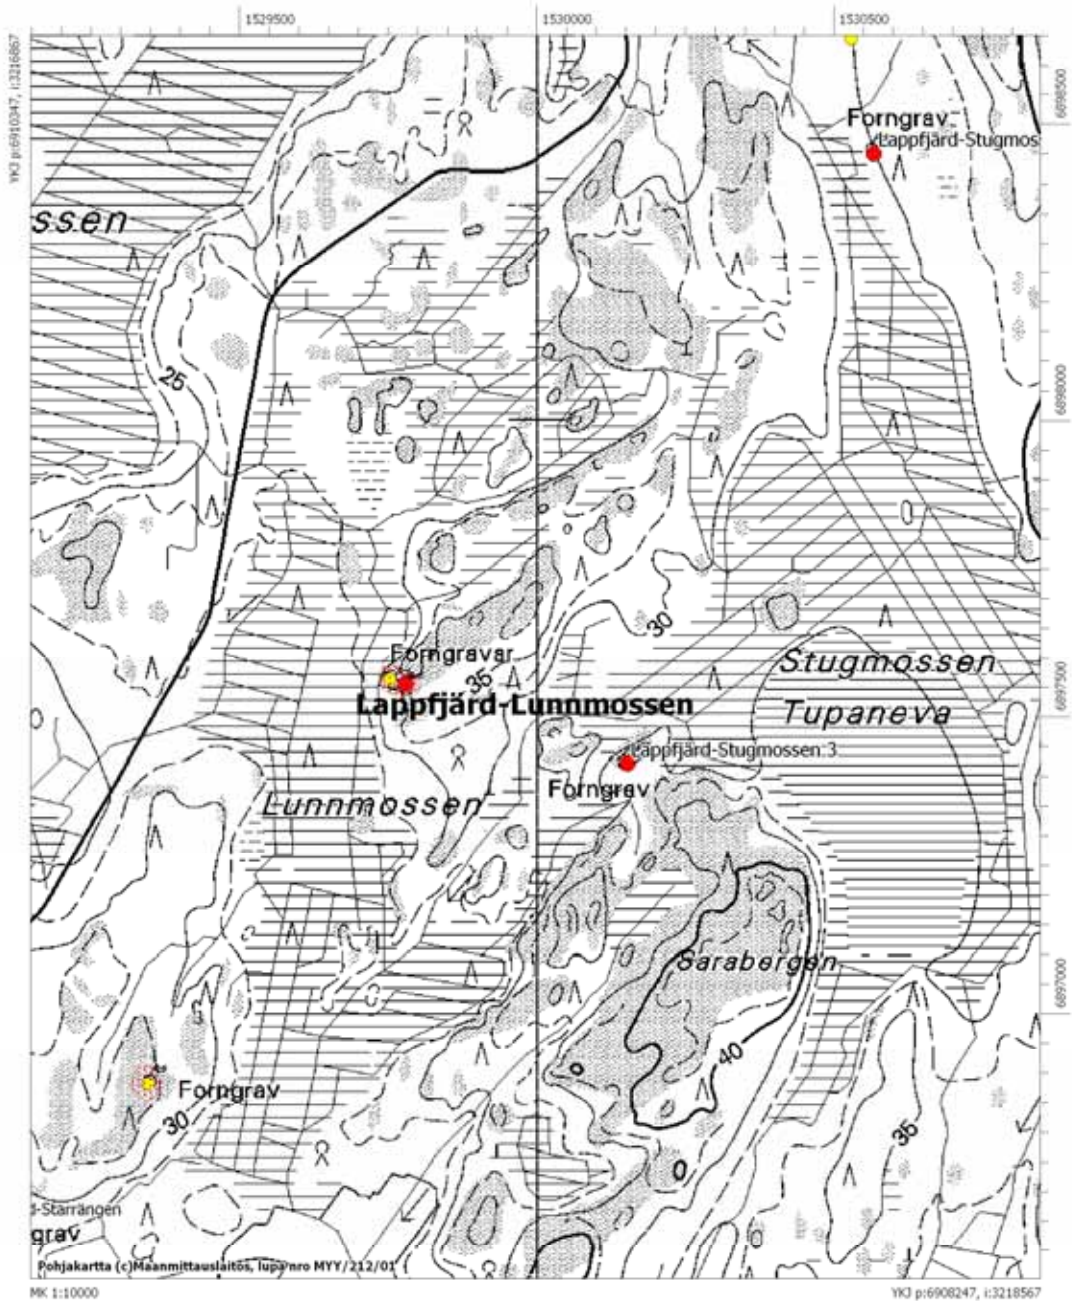 1529500
1530000
1530500
YKJ p:6910347, i:3216867
6898500
Forngrav
Lappfjärd-Stugmos
ssen
25
6898000
30
Forngravar
35
Stugmossen
6897500
Lappfjärd-Lunnmossen
Tupaneva
Lappfjärd-Stugmossen 3
Forngrav
Lunnmossen
Sarabergen
6897000
40
Forngrav
30
35
d-Starrängen
grav
Pohjakartta (c)Maanmittauslaitos, lupa nro MYY/212/01
MK 1:10000
YKJ p:6908247, i:3218567